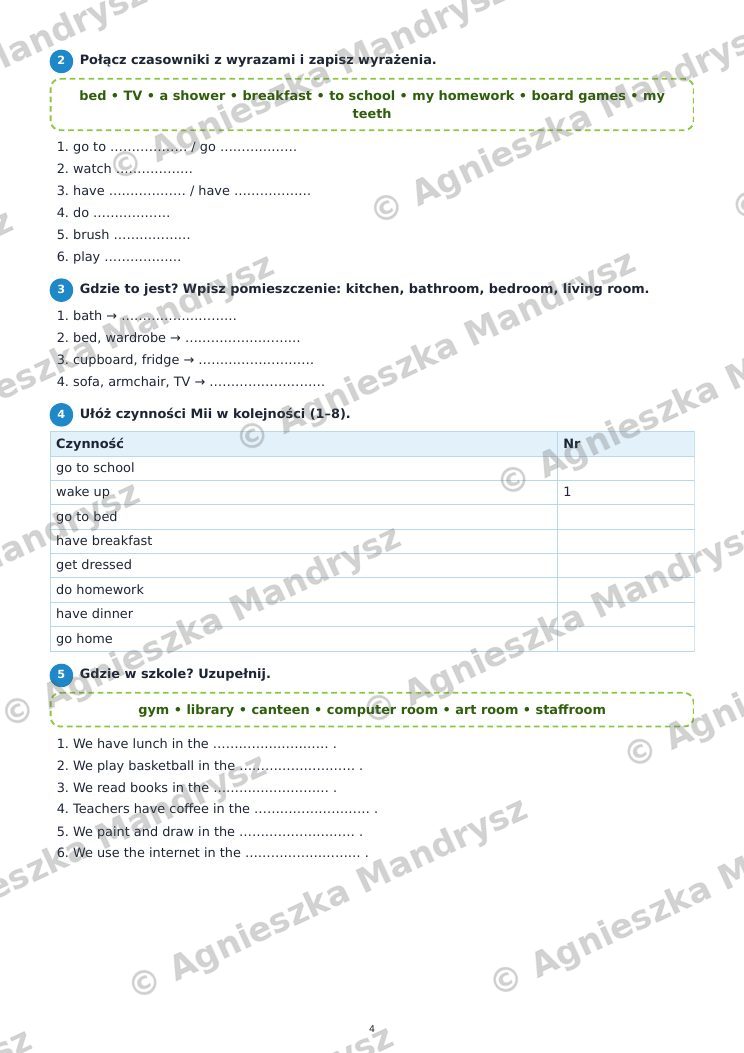 2 Połącz czasowniki z wyrazami i zapisz wyrażenia.
bed • TV • a shower • breakfast • to school • my homework • board games • my
teeth
1. go to ……………… / go ………………
2. watch ………………
3. have ……………… / have ………………
4. do ………………
5. brush ………………
6. play ………………
3 Gdzie to jest? Wpisz pomieszczenie: kitchen, bathroom, bedroom, living room.
1. bath → ………………………
2. bed, wardrobe → ………………………
3. cupboard, fridge → ………………………
4. sofa, armchair, TV → ………………………
4 Ułóż czynności Mii w kolejności (1–8).
Czynność Nr
go to school
wake up 1
go to bed
have breakfast
get dressed
do homework
have dinner
go home
5 Gdzie w szkole? Uzupełnij.
gym • library • canteen • computer room • art room • staffroom
1. We have lunch in the ……………………… .
2. We play basketball in the ……………………… .
3. We read books in the ……………………… .
4. Teachers have coffee in the ……………………… .
5. We paint and draw in the ……………………… .
6. We use the internet in the ……………………… .
4
© Agnieszka Mandrysz